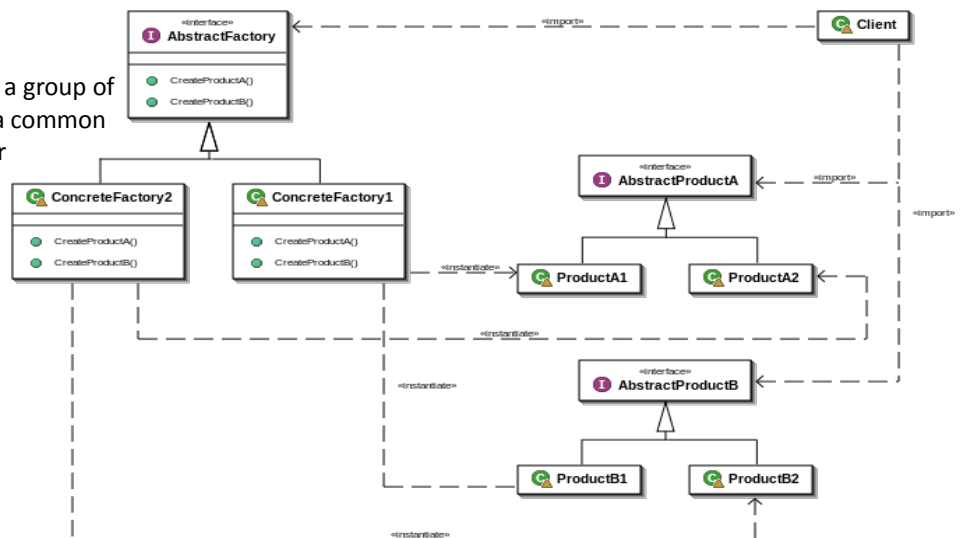 «interface»
I AbstractFactory
CreateProductA()
CreateProductB()
«import»
C Client
a group of
a common
r
C ConcreteFactory2
CreateProductA()
CreateProductB()
C ConcreteFactory1
CreateProductA()
CreateProductB()
«interface»
I AbstractProductA
«import»
«import»
«instantiate»
C ProductA1
C ProductA2
«instantiate»
«interface»
I AbstractProductB
«instantiate»
C ProductB1
C ProductB2
«instantiate»